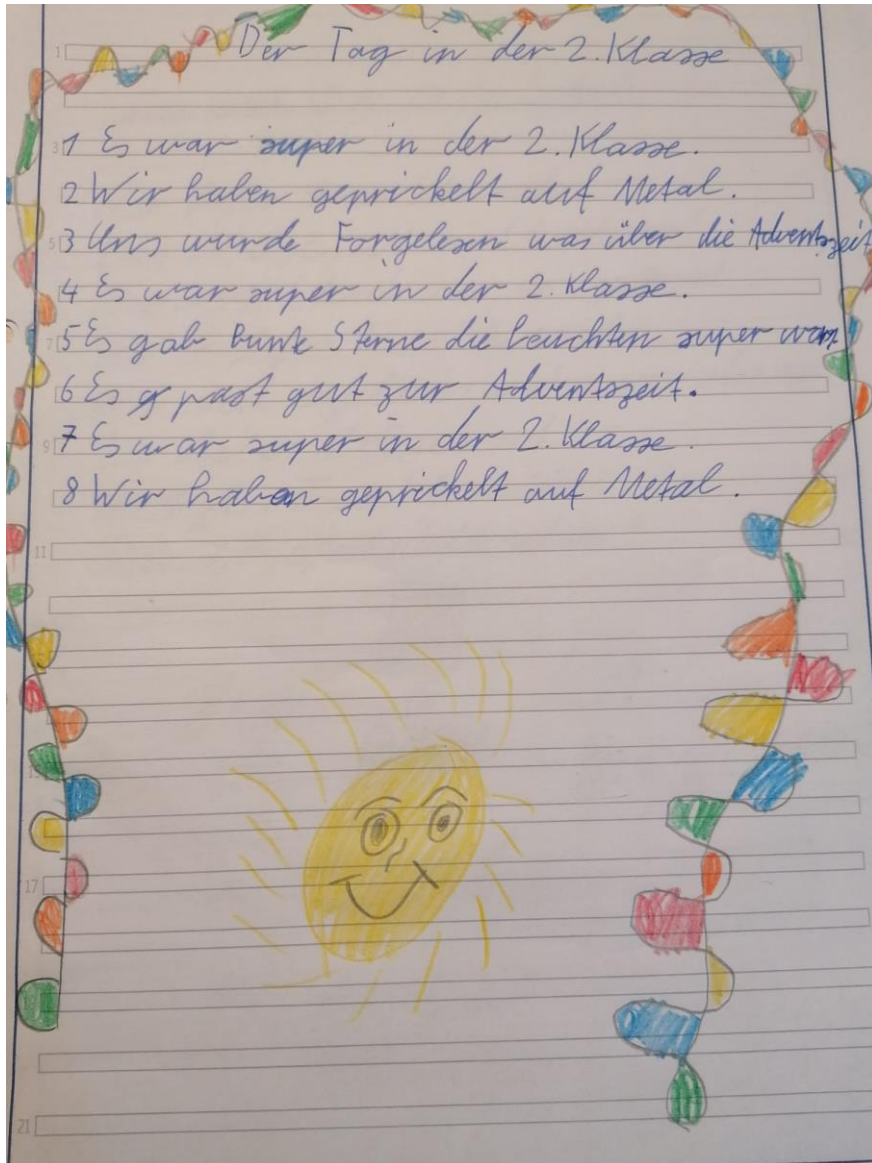 Der Tag in der 2. Klasse
1 Es war super in der 2. Klasse.
2 Wir haben geprickelt auf Metal.
3 Uns wurde Forgelesen was über die Adventszeit
4 Es war super in der 2. Klasse.
5 Es gab Bunte Sterne die leuchten super warn
6 Es past gut zur Adventszeit.
7 Es war super in der 2. Klasse.
8 Wir haben geprickelt auf Metal.